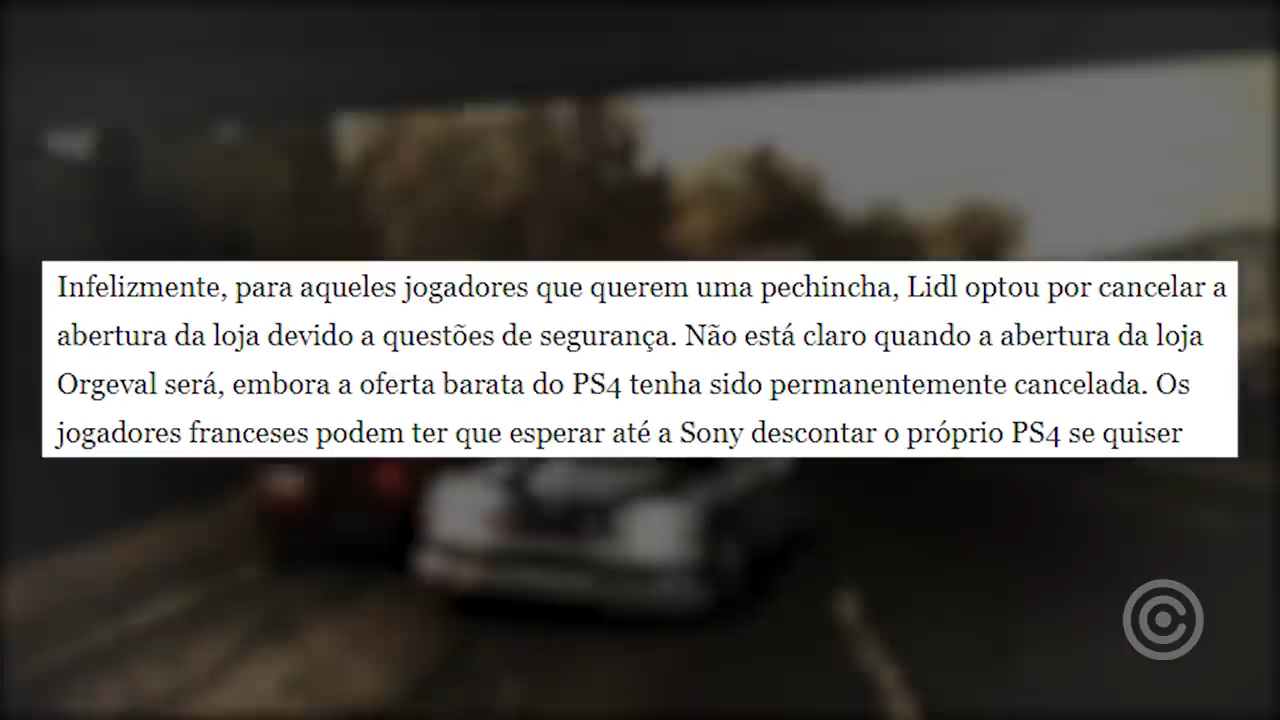 Infelizmente, para aqueles jogadores que querem uma pechincha, Lidl optou por cancelar a
abertura da loja devido a questões de segurança. Não está claro quando a abertura da loja
Orgeval será, embora a oferta barata do PS4 tenha sido permanentemente cancelada. Os
jogadores franceses podem ter que esperar até a Sony descontar o próprio PS4 se quiser